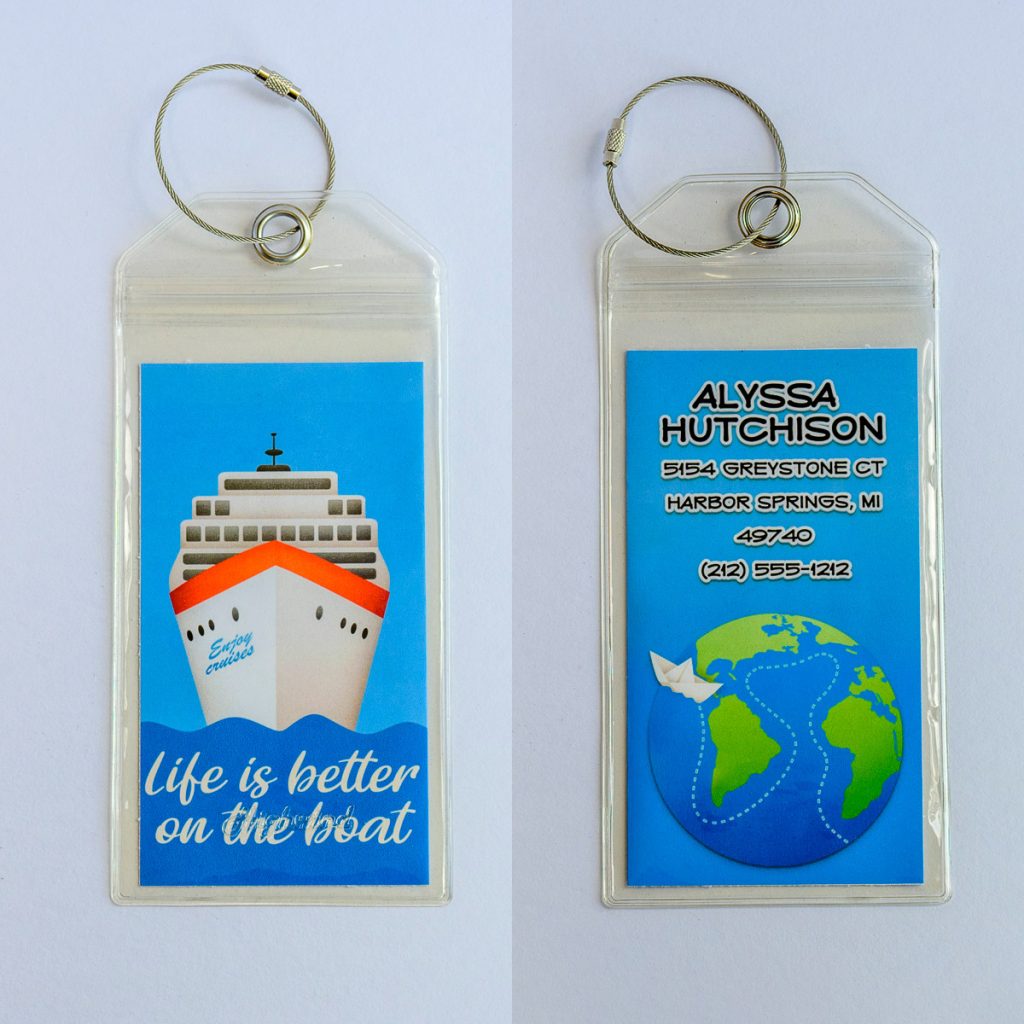 Enjoy
cruises
Life is better
on the boat
ALYSSA
HUTCHISON
5154 GREYSTONE CT
HARBOR SPRINGS, MI
49740
(212) 555-1212